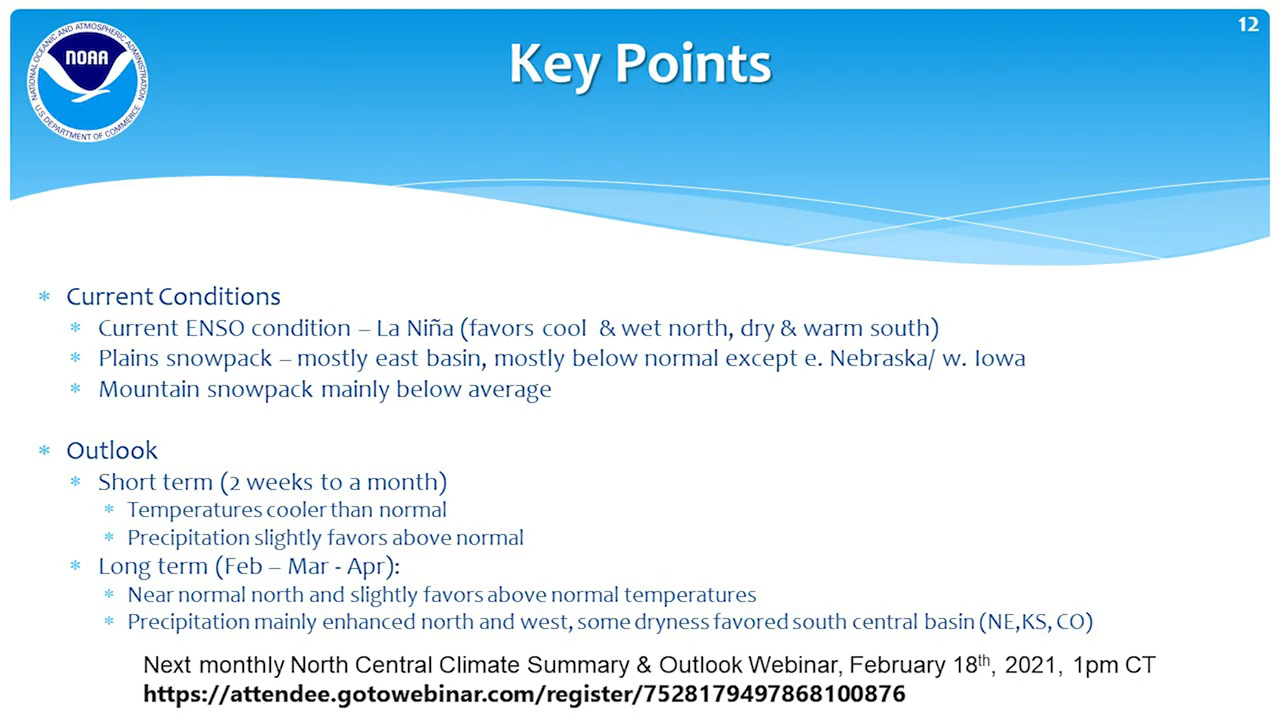 12
NATIONAL OCEANIC AND ATMOSPHERIC ADMINISTRATION
NOAA
U.S. DEPARTMENT OF COMMERCE
Key Points
* Current Conditions
* Current ENSO condition – La Niña (favors cool & wet north, dry & warm south)
* Plains snowpack – mostly east basin, mostly below normal except e. Nebraska/ w. Iowa
* Mountain snowpack mainly below average
* Outlook
* Short term (2 weeks to a month)
* Temperatures cooler than normal
* Precipitation slightly favors above normal
* Long term (Feb – Mar - Apr):
* Near normal north and slightly favors above normal temperatures
* Precipitation mainly enhanced north and west, some dryness favored south central basin (NE,KS, CO)
Next monthly North Central Climate Summary & Outlook Webinar, February 18th, 2021, 1pm CT
https://attendee.gotowebinar.com/register/7528179497868100876